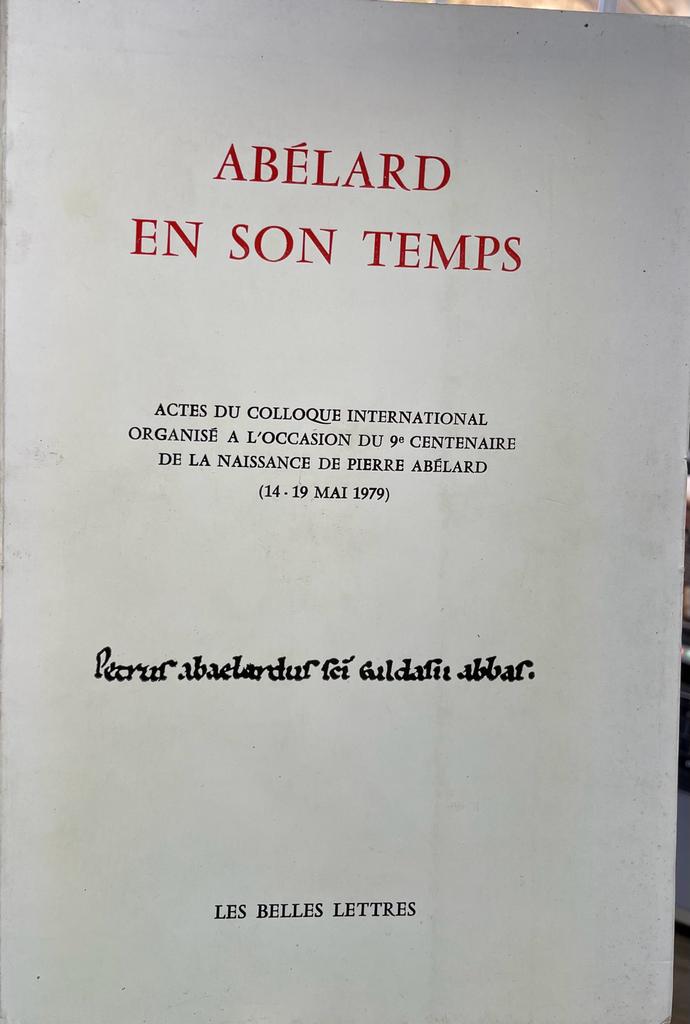 ABÉLARD
EN SON TEMPS
ACTES DU COLLOQUE INTERNATIONAL
ORGANISÉ A L'OCCASION DU 9e CENTENAIRE
DE LA NAISSANCE DE PIERRE ABÉLARD
(14 - 19 MAI 1979)
Petrus abaelardus sci Gildasii abbas.
LES BELLES LETTRES